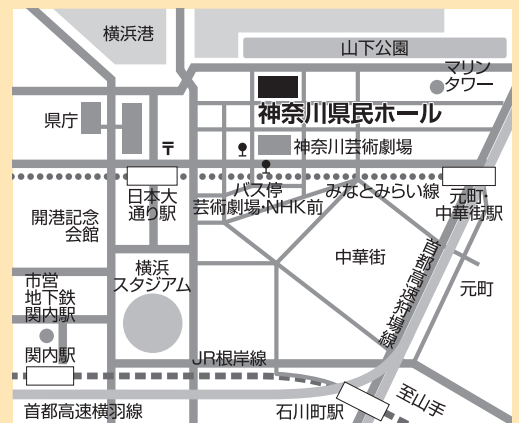 横浜港
山下公園
マリン
タワー
神奈川県民ホール
県庁
〒
神奈川芸術劇場
日本大
通り駅
バス停
芸術劇場・NHK前
みなとみらい線
元町・
中華街駅
開港記念
会館
中華街
首都高速狩場線
横浜
スタジアム
市営
地下鉄
関内駅
元町
関内駅
JR根岸線
首都高速横羽線
石川町駅
至山手